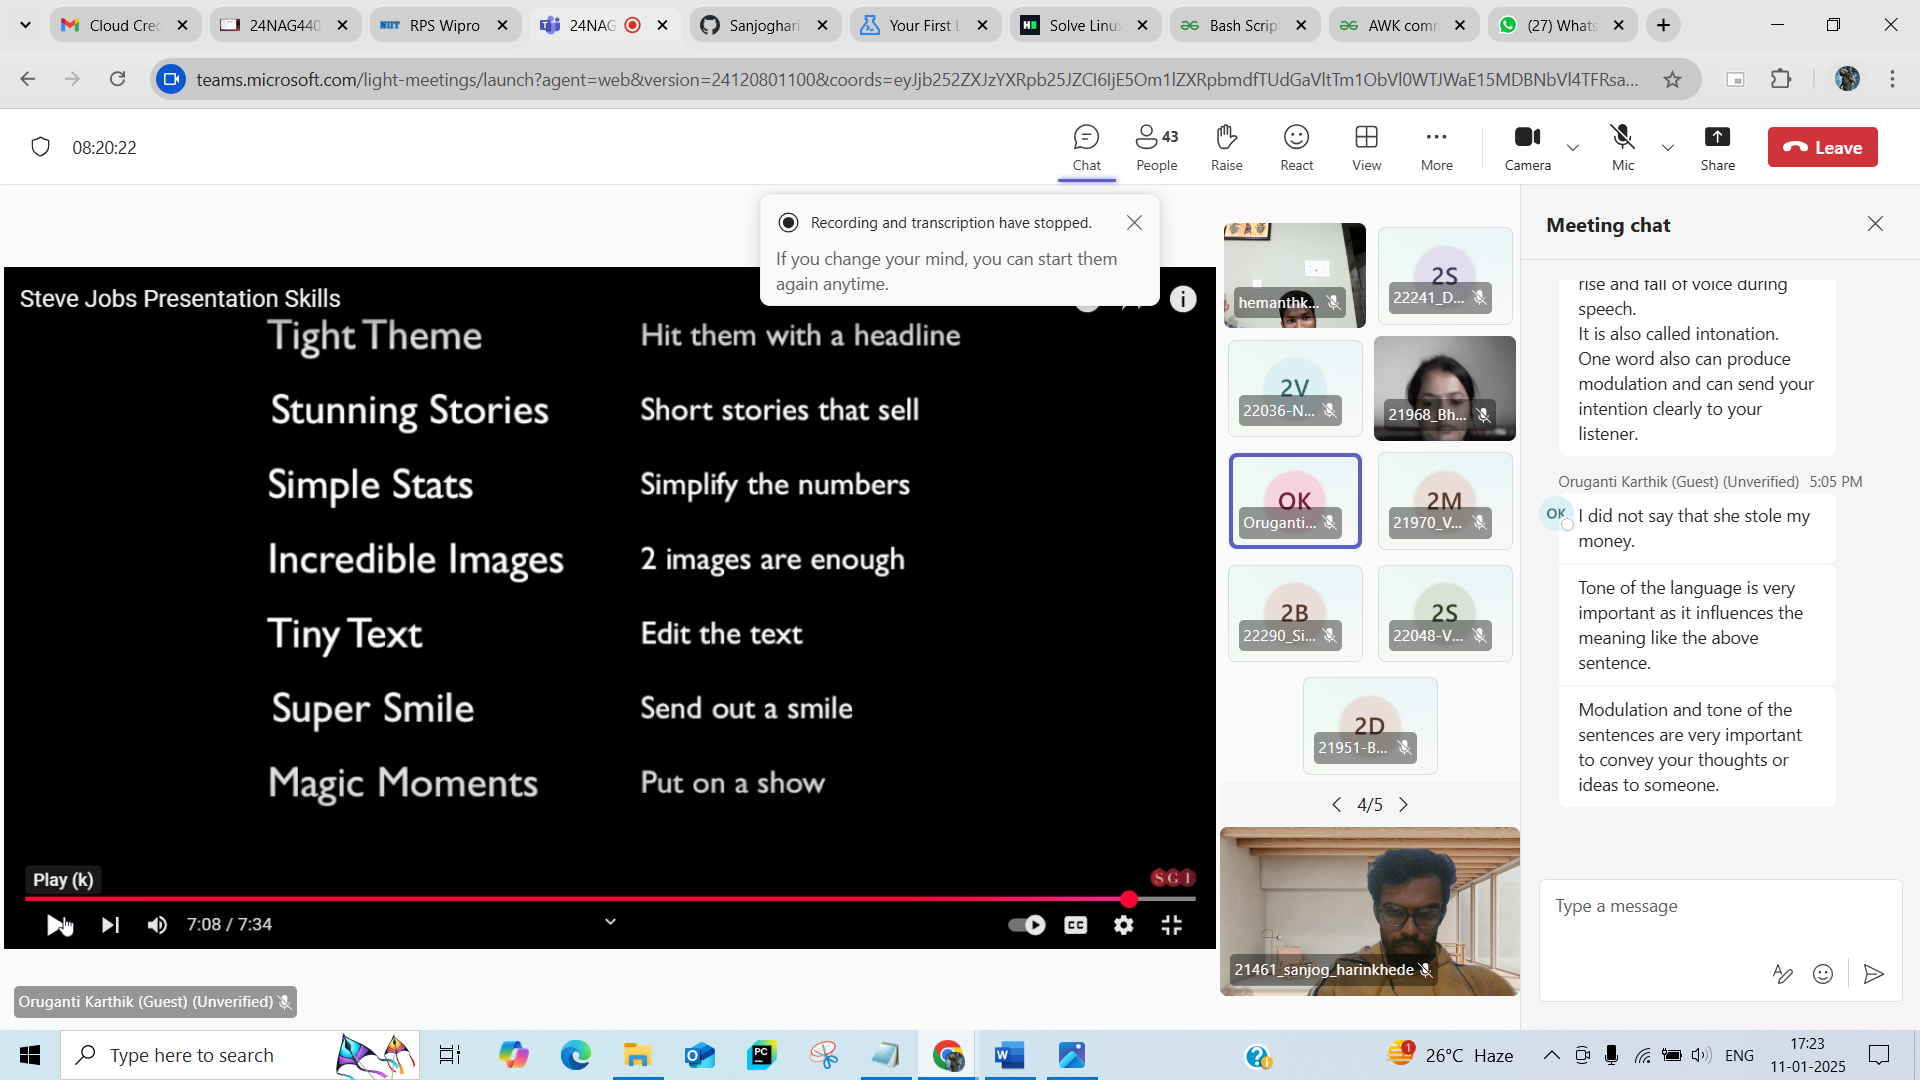 Cloud Crec
24NAG440
NIIT RPS Wipro
24NAG
Sanjoghari
Your First L
Solve Linux
Bash Script
AWK comm
(27) Whats
teams.microsoft.com/light-meetings/launch?agent=web&version=24120801100&coords=
08:20:22
Chat
43
People
Raise
React
View
More
Camera
Mic
Share
Leave
Recording and transcription have stopped.
If you change your mind, you can start them
again anytime.
Steve Jobs Presentation Skills
Tight Theme Hit them with a headline
Stunning Stories Short stories that sell
Simple Stats Simplify the numbers
Incredible Images 2 images are enough
Tiny Text Edit the text
Super Smile Send out a smile
Magic Moments Put on a show
Play (k)
SGI
7:08 / 7:34
CC
Oruganti Karthik (Guest) (Unverified)
hemanthk...
2S
22241_D...
2V
22036-N...
21968_Bh...
OK
Oruganti...
2M
21970_V...
2B
22290_Si...
2S
22048-V...
2D
21951-B...
4/5
21461_sanjog_harinkhede
Meeting chat
rise and fall of voice during
speech.
It is also called intonation.
One word also can produce
modulation and can send your
intention clearly to your
listener.
Oruganti Karthik (Guest) (Unverified) 5:05 PM
OK
I did not say that she stole my
money.
Tone of the language is very
important as it influences the
meaning like the above
sentence.
Modulation and tone of the
sentences are very important
to convey your thoughts or
ideas to someone.
Type a message
Type here to search
1
26°C Haze
ENG
17:23
11-01-2025